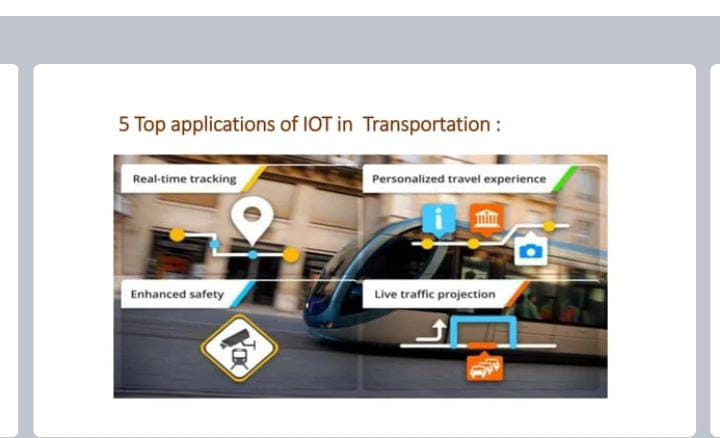 5 Top applications of IOT in Transportation :
Real-time tracking
Personalized travel experience
i
Enhanced safety
Live traffic projection